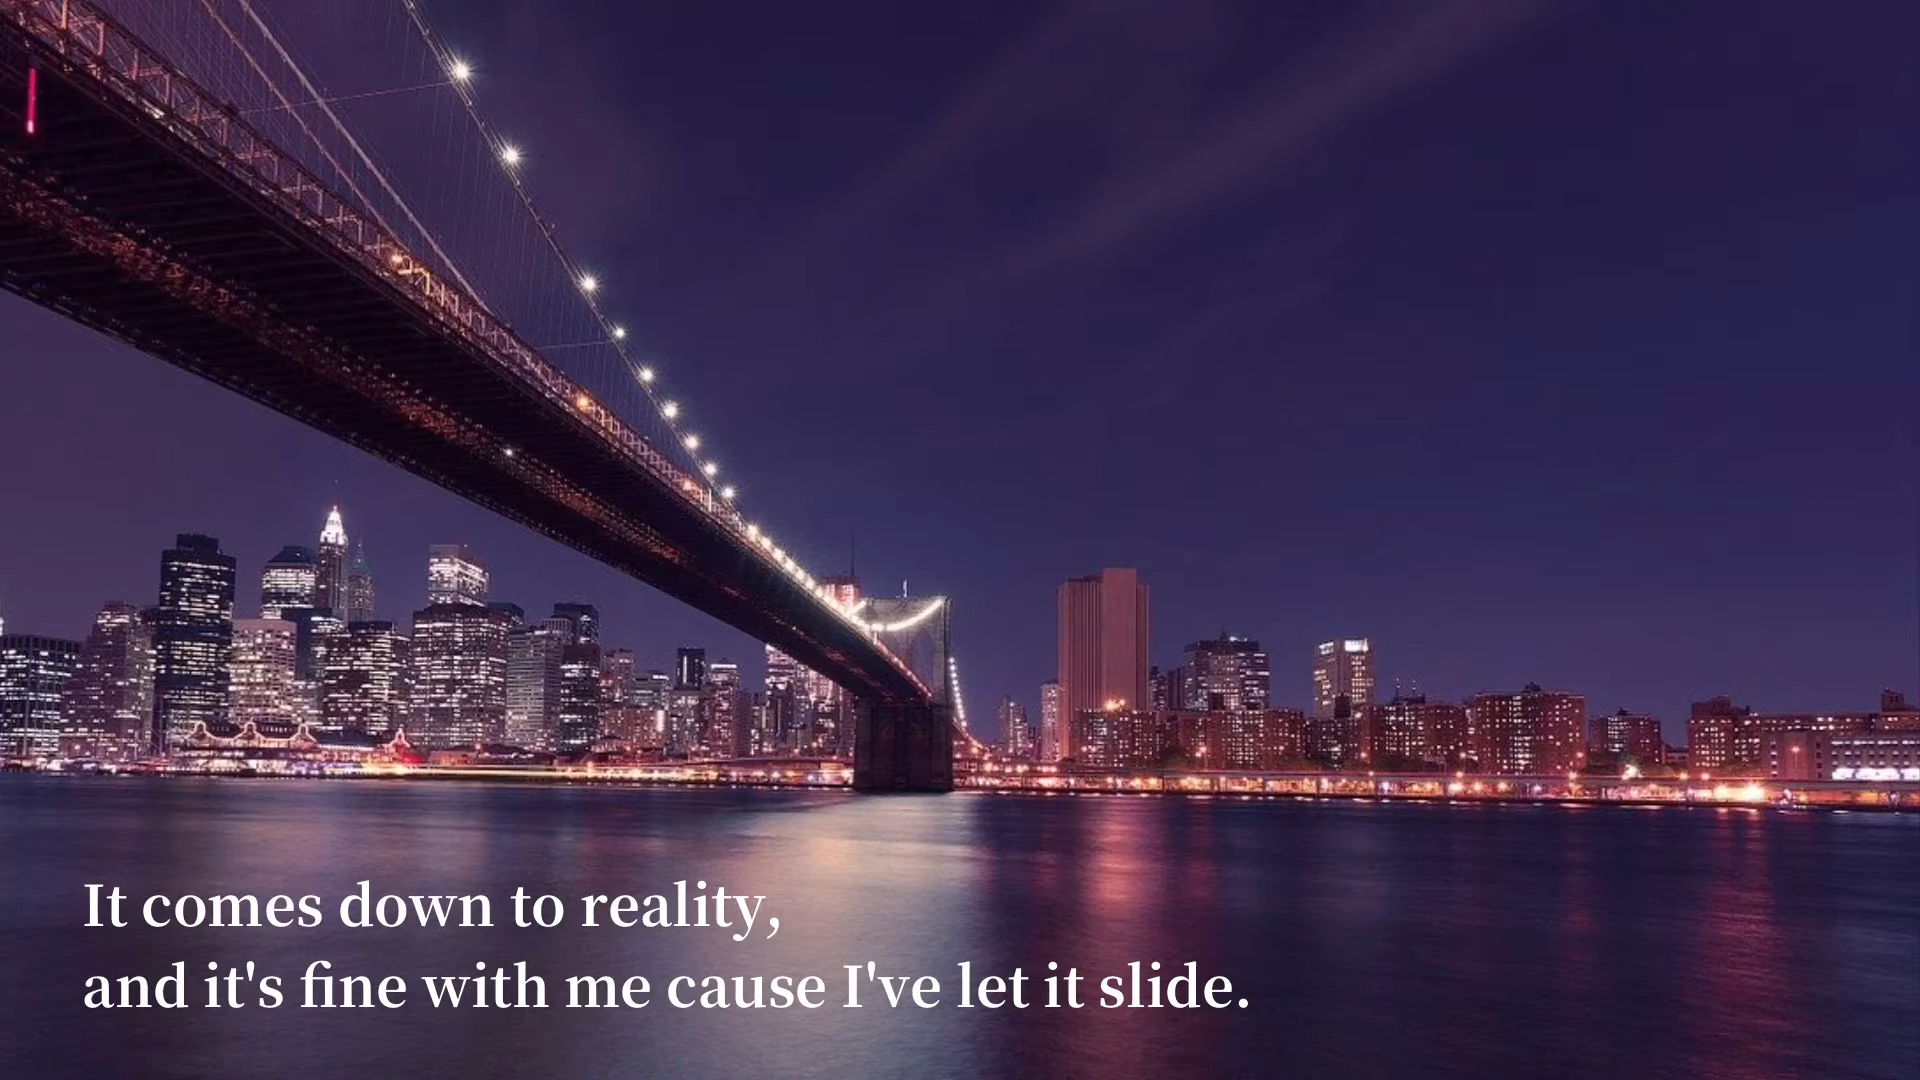 It comes down to reality,
and it's fine with me cause I've let it slide.